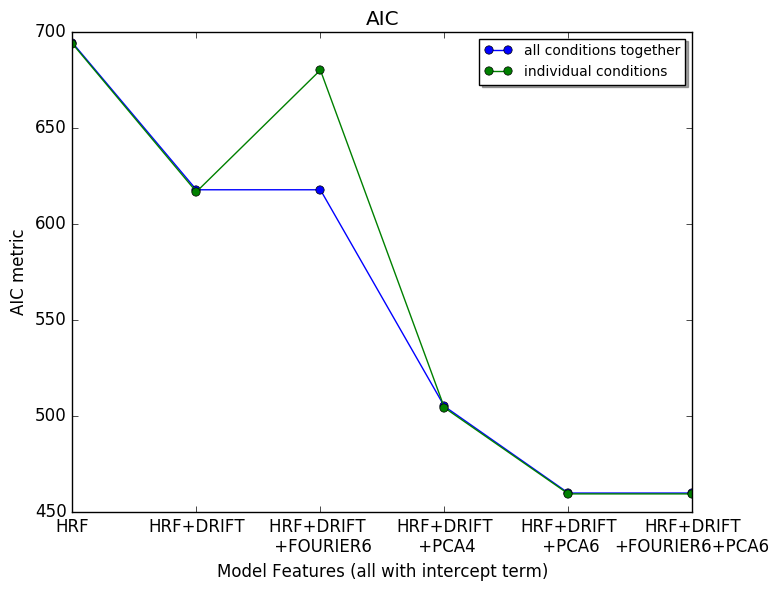 AIC
700
650
600
550
500
450
AIC metric
all conditions together
individual conditions
HRF
HRF+DRIFT
HRF+DRIFT
+FOURIER6
HRF+DRIFT
+PCA4
HRF+DRIFT
+PCA6
HRF+DRIFT
+FOURIER6+PCA6
Model Features (all with intercept term)